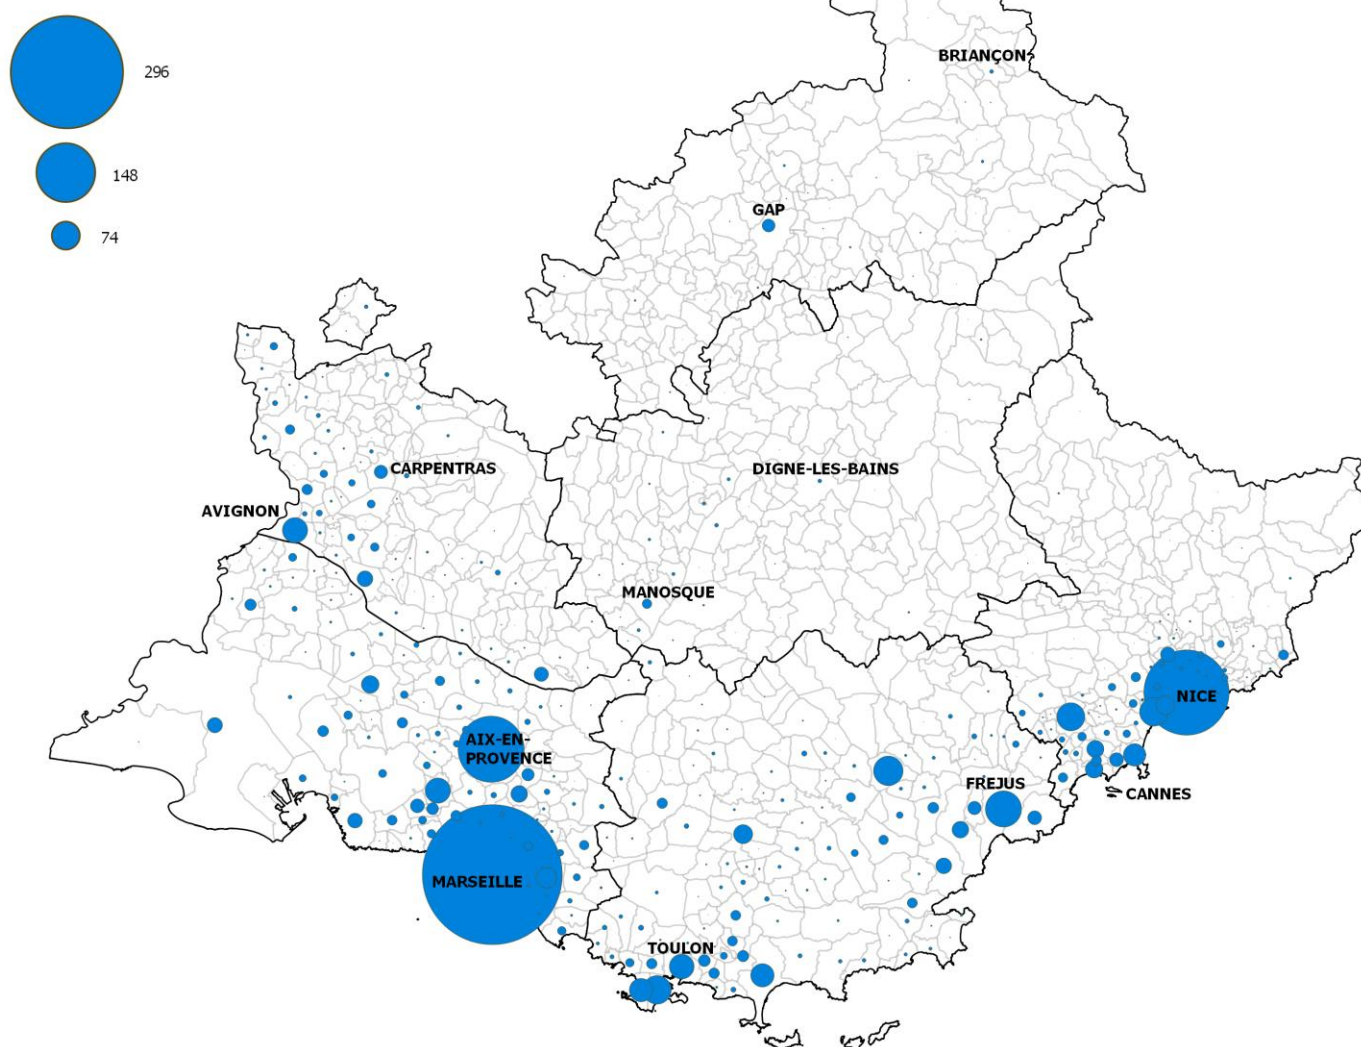 296
148
74
BRIANÇON
GAP
CARPENTRAS
DIGNE-LES-BAINS
AVIGNON
MANOSQUE
NICE
AIX-EN-
PROVENCE
FREJUS
CANNES
MARSEILLE
TOULON